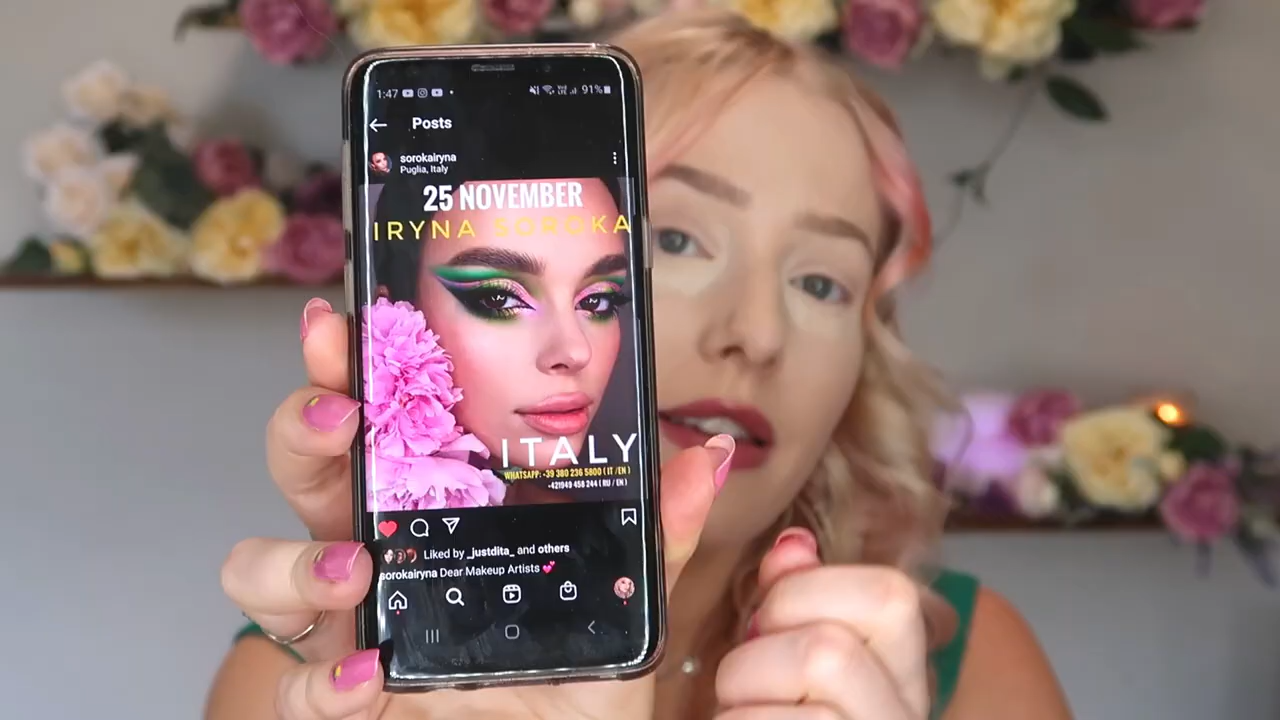 1:47
91%
Posts
sorokairyna
Puglia, Italy
25 NOVEMBER
IRYNA SOROKA
ITALY
WHATSAPP: +39 380 236 5800 ( IT / EN )
+421949 458 244 ( RU / EN )
Liked by _justdita_ and others
sorokairyna Dear Makeup Artists